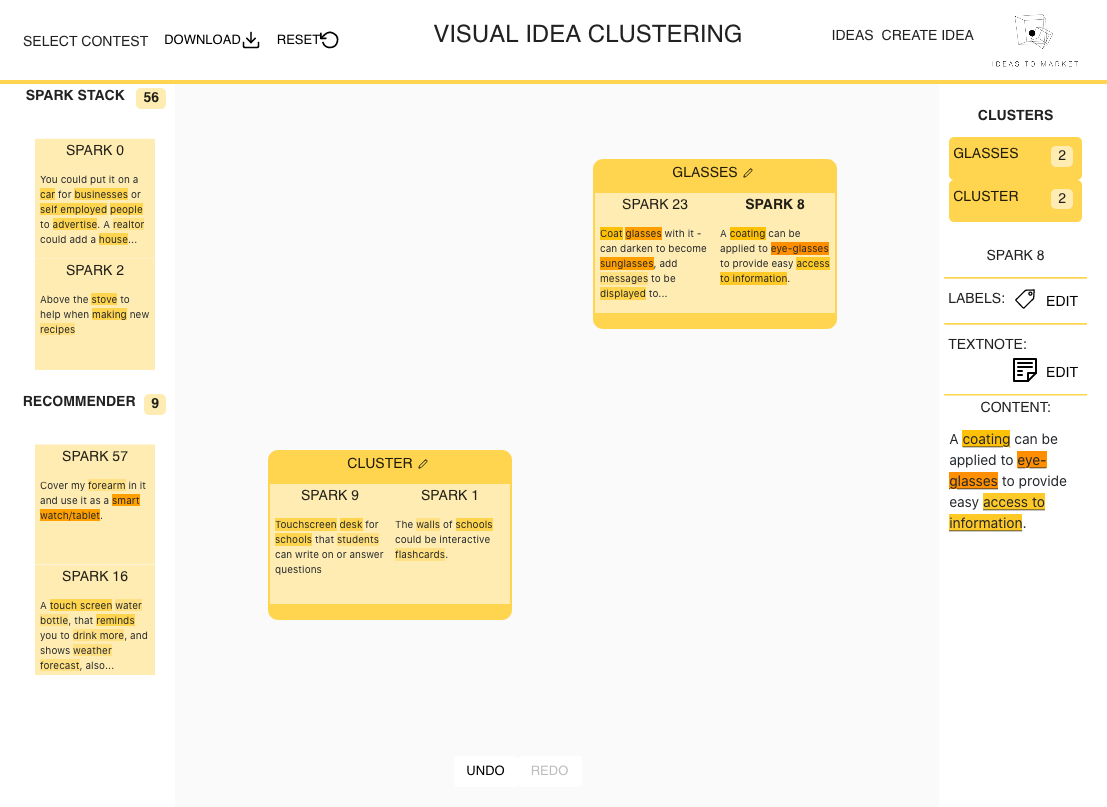 SELECT CONTEST DOWNLOAD RESET VISUAL IDEA CLUSTERING IDEAS CREATE IDEA
IDEAS TO MARKET
SPARK STACK 56
SPARK 0
You could put it on a
car for businesses or
self employed people
to advertise. A realtor
could add a house...
SPARK 2
Above the stove to
help when making new
recipes
RECOMMENDER 9
SPARK 57
Cover my forearm in it
and use it as a smart
watch/tablet.
SPARK 16
A touch screen water
bottle, that reminds
you to drink more, and
shows weather
forecast, also...
GLASSES
SPARK 23
Coat glasses with it -
can darken to become
sunglasses, add
messages to be
displayed to...
SPARK 8
A coating can be
applied to eye-glasses
to provide easy access
to information.
CLUSTER
SPARK 9
Touchscreen desk for
schools that students
can write on or answer
questions
SPARK 1
The walls of schools
could be interactive
flashcards.
UNDO REDO
CLUSTERS
GLASSES 2
CLUSTER 2
SPARK 8
LABELS: EDIT
TEXTNOTE:
EDIT
CONTENT:
A coating can be
applied to eye-
glasses to provide
easy access to
information.